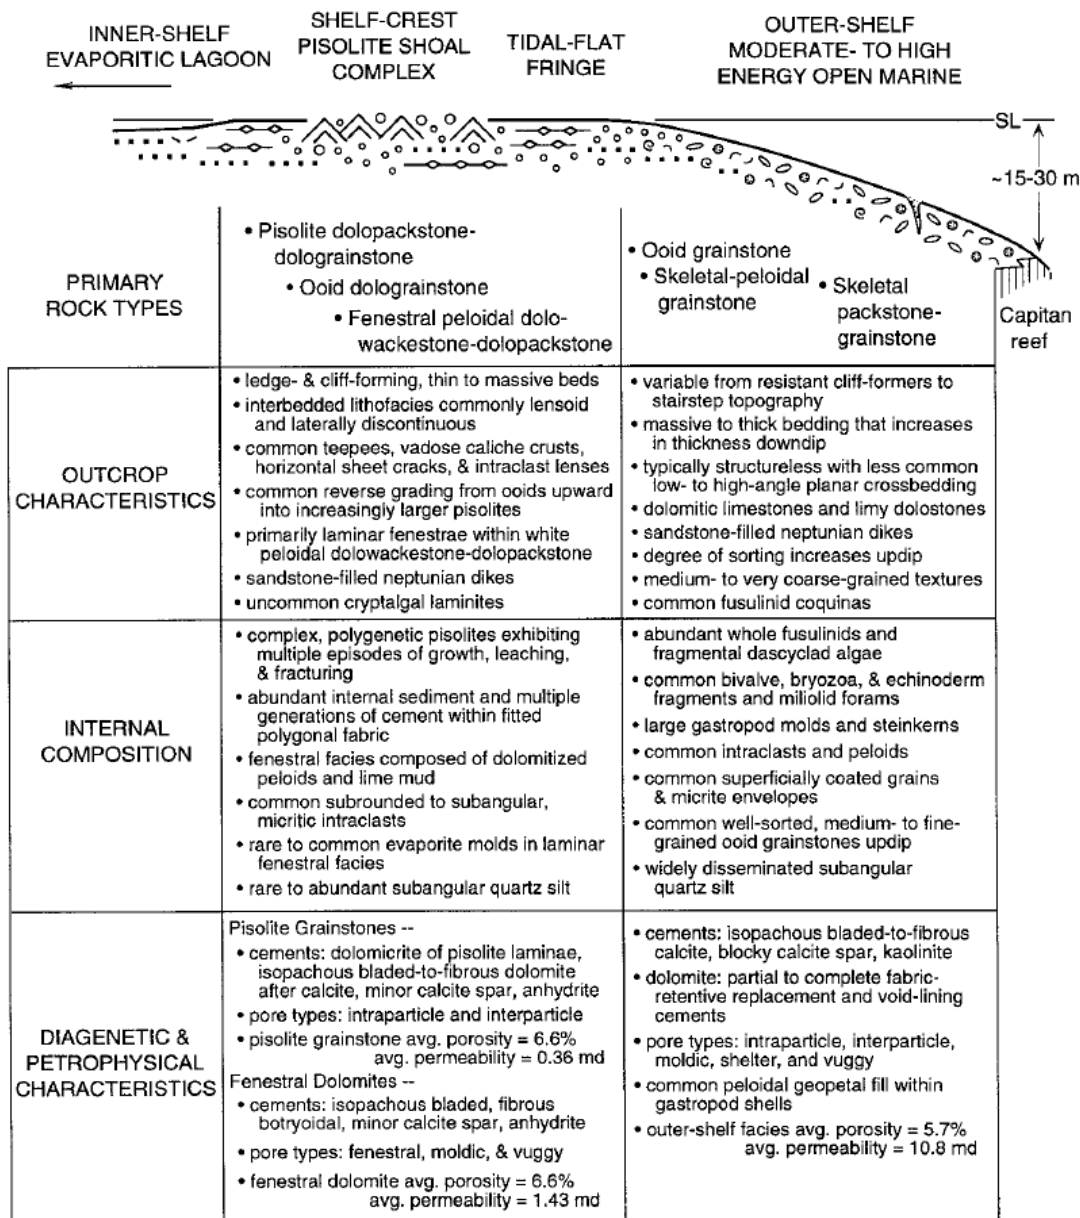 INNER-SHELF
EVAPORITIC LAGOON
SHELF-CREST
PISOLITE SHOAL
COMPLEX
TIDAL-FLAT
FRINGE
OUTER-SHELF
MODERATE- TO HIGH
ENERGY OPEN MARINE
SL
~15-30 m
PRIMARY
ROCK TYPES
• Pisolite dolopackstone-
dolograinstone
• Ooid dolograinstone
• Fenestral peloidal dolo-
wackestone-dolopackstone
• Ooid grainstone
• Skeletal-peloidal
grainstone
• Skeletal
packstone-
grainstone
Capitan
reef
OUTCROP
CHARACTERISTICS
• ledge- & cliff-forming, thin to massive beds
• interbedded lithofacies commonly lensoid
and laterally discontinuous
• common teepees, vadose caliche crusts,
horizontal sheet cracks, & intraclast lenses
• common reverse grading from ooids upward
into increasingly larger pisolites
• primarily laminar fenestrae within white
peloidal dolowackestone-dolopackstone
• sandstone-filled neptunian dikes
• uncommon cryptalgal laminites
• variable from resistant cliff-formers to
stairstep topography
• massive to thick bedding that increases
in thickness downdip
• typically structureless with less common
low- to high-angle planar crossbedding
• dolomitic limestones and limy dolostones
• sandstone-filled neptunian dikes
• degree of sorting increases updip
• medium- to very coarse-grained textures
• common fusulinid coquinas
INTERNAL
COMPOSITION
• complex, polygenetic pisolites exhibiting
multiple episodes of growth, leaching,
& fracturing
• abundant internal sediment and multiple
generations of cement within fitted
polygonal fabric
• fenestral facies composed of dolomitized
peloids and lime mud
• common subrounded to subangular,
micritic intraclasts
• rare to common evaporite molds in laminar
fenestral facies
• rare to abundant subangular quartz silt
• abundant whole fusulinids and
fragmental dascyclad algae
• common bivalve, bryozoa, & echinoderm
fragments and miliolid forams
• large gastropod molds and steinkerns
• common intraclasts and peloids
• common superficially coated grains
& micrite envelopes
• common well-sorted, medium- to fine-
grained ooid grainstones updip
• widely disseminated subangular
quartz silt
DIAGENETIC &
PETROPHYSICAL
CHARACTERISTICS
Pisolite Grainstones --
• cements: dolomicrite of pisolite laminae,
isopachous bladed-to-fibrous dolomite
after calcite, minor calcite spar, anhydrite
• pore types: intraparticle and interparticle
• pisolite grainstone avg. porosity = 6.6%
avg. permeability = 0.36 md
Fenestral Dolomites --
• cements: isopachous bladed, fibrous
botryoidal, minor calcite spar, anhydrite
• pore types: fenestral, moldic, & vuggy
• fenestral dolomite avg. porosity = 6.6%
avg. permeability = 1.43 md
• cements: isopachous bladed-to-fibrous
calcite, blocky calcite spar, kaolinite
• dolomite: partial to complete fabric-
retentive replacement and void-lining
cements
• pore types: intraparticle, interparticle,
moldic, shelter, and vuggy
• common peloidal geopetal fill within
gastropod shells
• outer-shelf facies avg. porosity = 5.7%
avg. permeability = 10.8 md